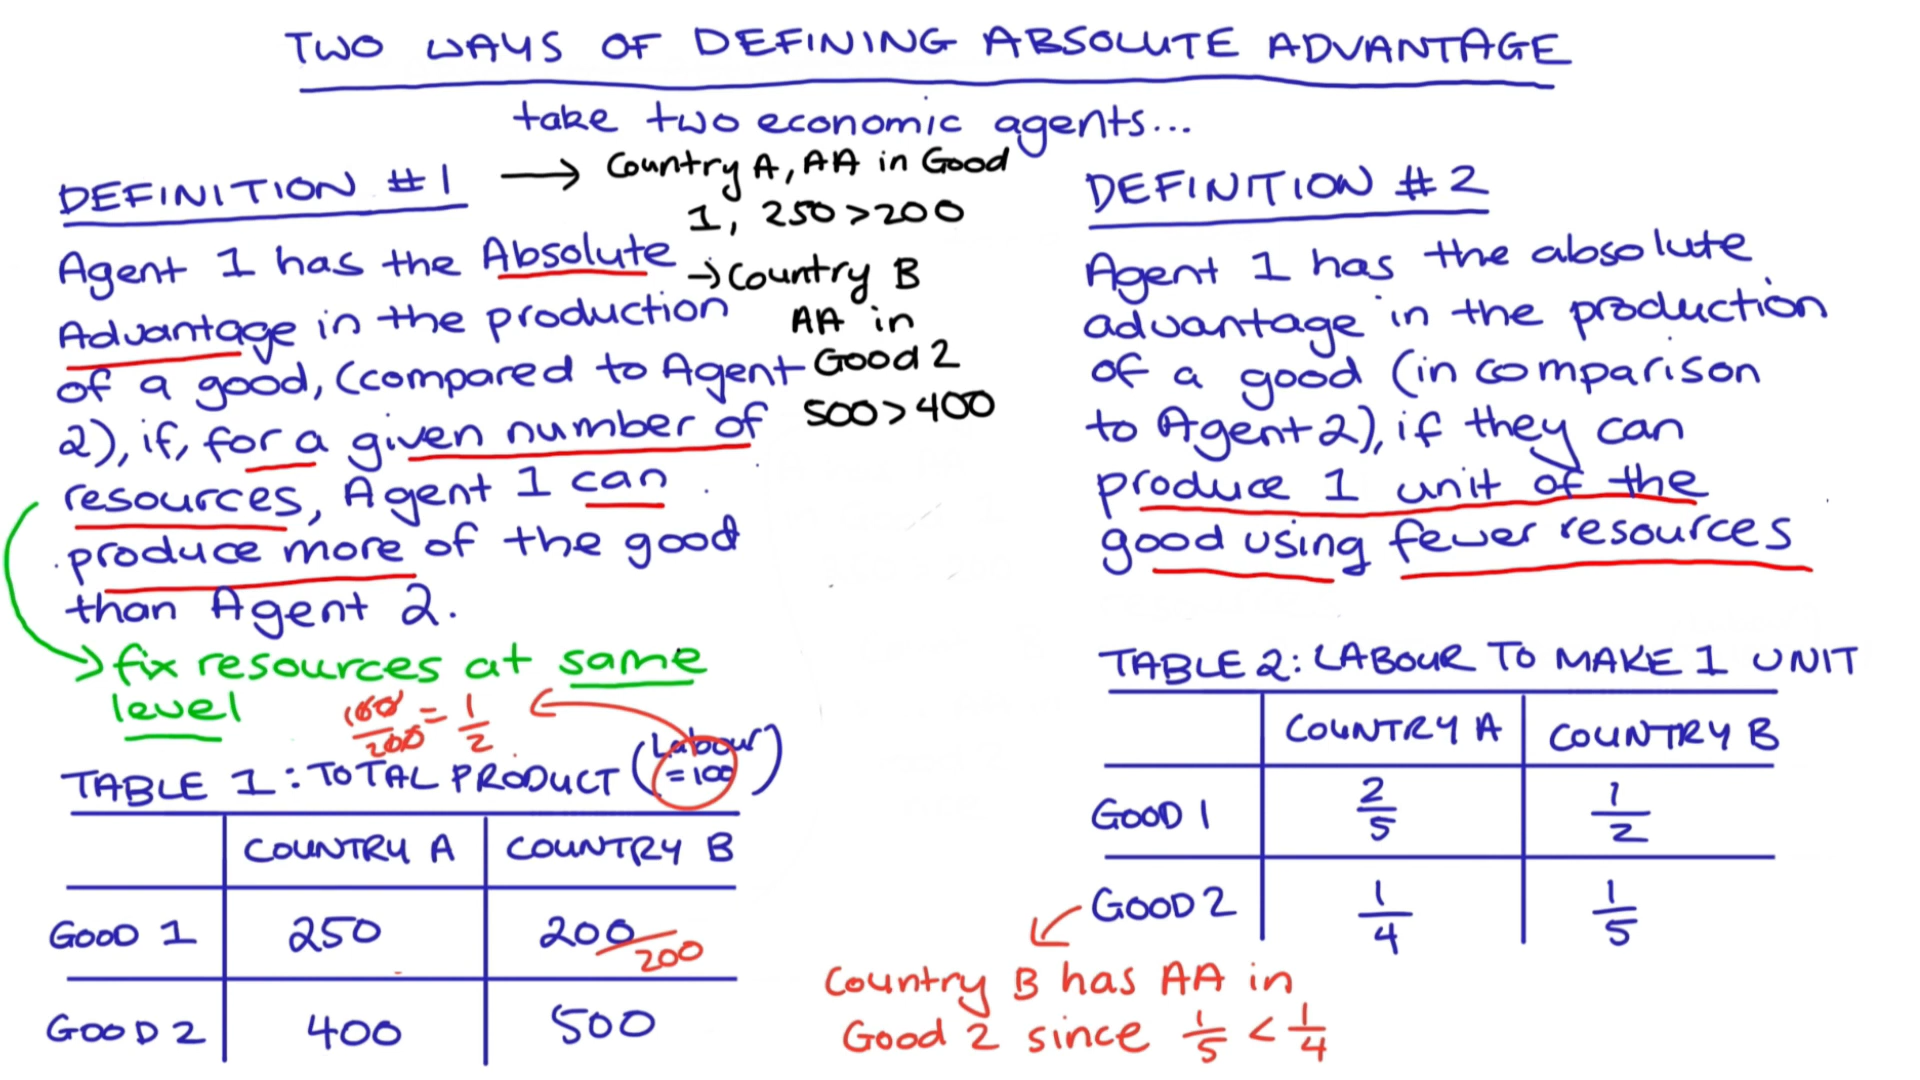 TWO WAYS OF DEFINING ABSOLUTE ADVANTAGE
take two economic agents...
DEFINITION #1
→ Country A, AA in Good
1, 250 > 200
→ Country B
AA in
Good 2
500 > 400
Agent 1 has the Absolute
Advantage in the production
of a good, (compared to Agent
2), if, for a given number of
resources, Agent 1 can
produce more of the good
than Agent 2.
→ fix resources at same
level
100/200 = 1/2
TABLE 1: TOTAL PRODUCT (Labour = 100)
COUNTRY A COUNTRY B
GOOD 1 250 200
200
GOOD 2 400 500
DEFINITION #2
Agent 1 has the absolute
advantage in the production
of a good (in comparison
to Agent 2), if they can
produce 1 unit of the
good using fewer resources
TABLE 2: LABOUR TO MAKE 1 UNIT
COUNTRY A COUNTRY B
GOOD 1 2/5 1/2
GOOD 2 1/4 1/5
Country B has AA in
Good 2 since 1/5 < 1/4